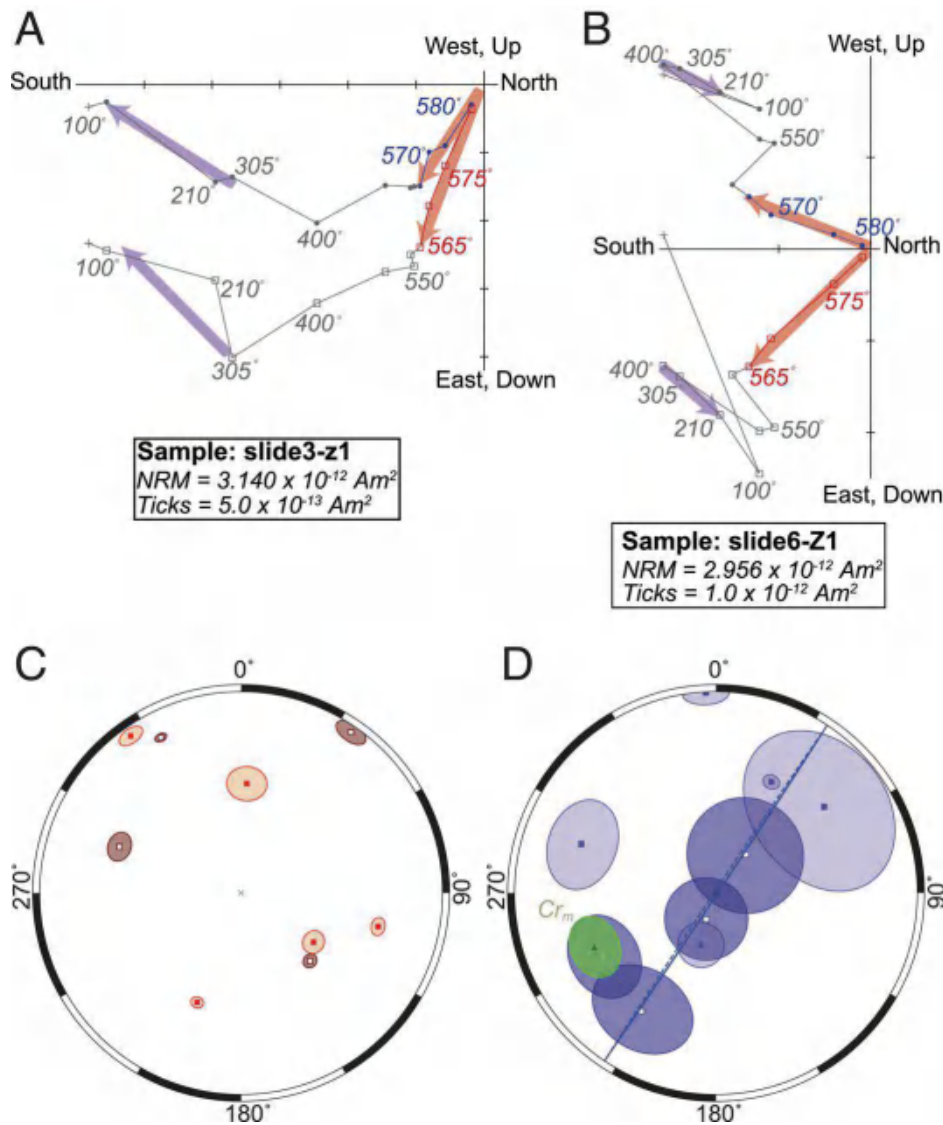 A
West, Up
South
North
100°
305°
210°
400°
580°
570°
575°
565°
550°
100°
210°
400°
305°
East, Down
Sample: slide3-z1
NRM = 3.140 x 10⁻¹² Am²
Ticks = 5.0 x 10⁻¹³ Am²
B
West, Up
400°
305°
210°
100°
550°
570°
580°
South
North
575°
565°
400°
305
210°
550°
100°
East, Down
Sample: slide6-Z1
NRM = 2.956 x 10⁻¹² Am²
Ticks = 1.0 x 10⁻¹² Am²
C
0°
270°
90°
180°
D
0°
270°
90°
Crₘ
180°